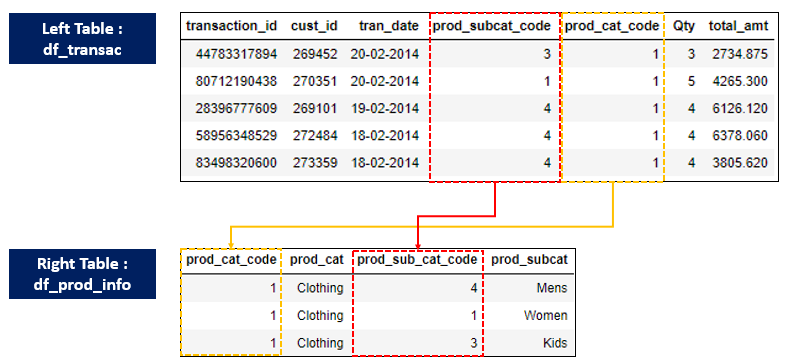 Left Table :
df_transac
transaction_id cust_id tran_date prod_subcat_code prod_cat_code Qty total_amt
44783317894 269452 20-02-2014 3 1 3 2734.875
80712190438 270351 20-02-2014 1 1 5 4265.300
28396777609 269101 19-02-2014 4 1 4 6126.120
58956348529 272484 18-02-2014 4 1 4 6378.060
83498320600 273359 18-02-2014 4 1 4 3805.620
Right Table :
df_prod_info
prod_cat_code prod_cat prod_sub_cat_code prod_subcat
1 Clothing 4 Mens
1 Clothing 1 Women
1 Clothing 3 Kids